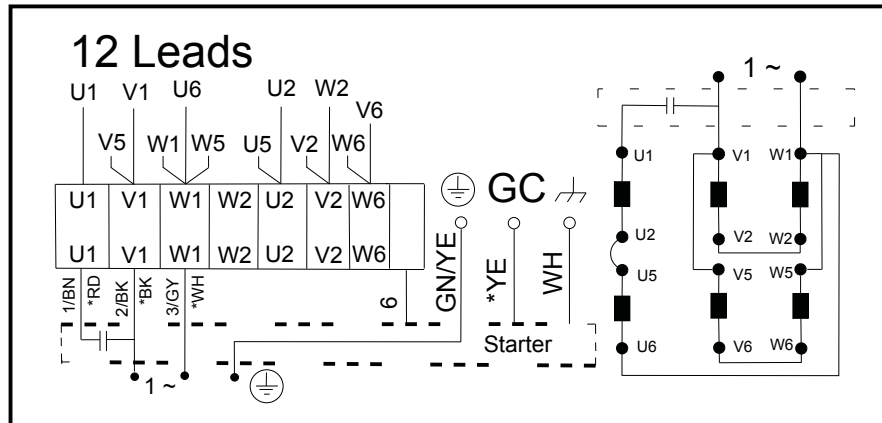 12 Leads
U1 V1 U6 U2 W2 V6
V5 W1 W5 U5 V2 W6
U1 V1 W1 W2 U2 V2 W6
U1 V1 W1 W2 U2 V2 W6
1/BN *RD 2/BK *BK 3/GY *WH 6
GC
GN/YE *YE WH
Starter
1 ~
1 ~
U1 V1 W1
U2 V2 W2
U5 V5 W5
U6 V6 W6